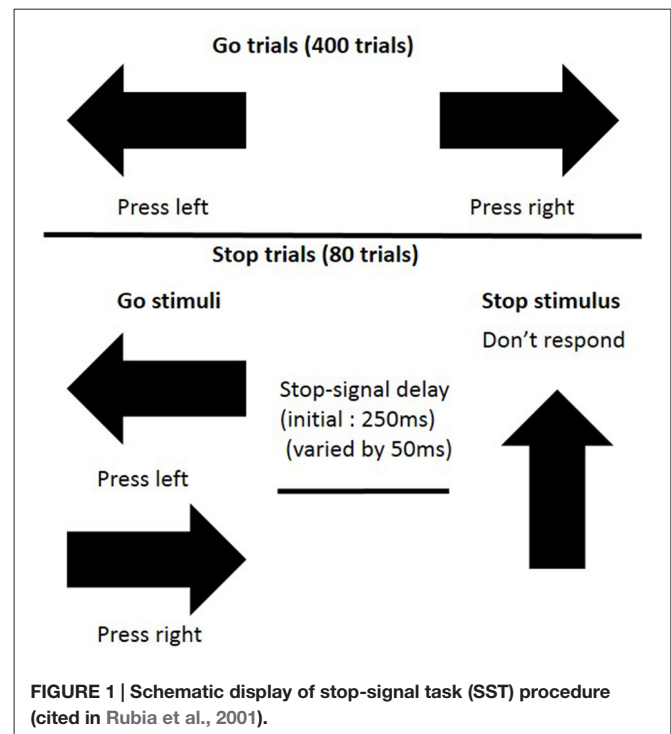 Go trials (400 trials)
Press left
Press right
Stop trials (80 trials)
Go stimuli
Stop stimulus
Don't respond
Stop-signal delay
(initial : 250ms)
(varied by 50ms)
Press left
Press right
FIGURE 1 | Schematic display of stop-signal task (SST) procedure
(cited in Rubia et al., 2001).